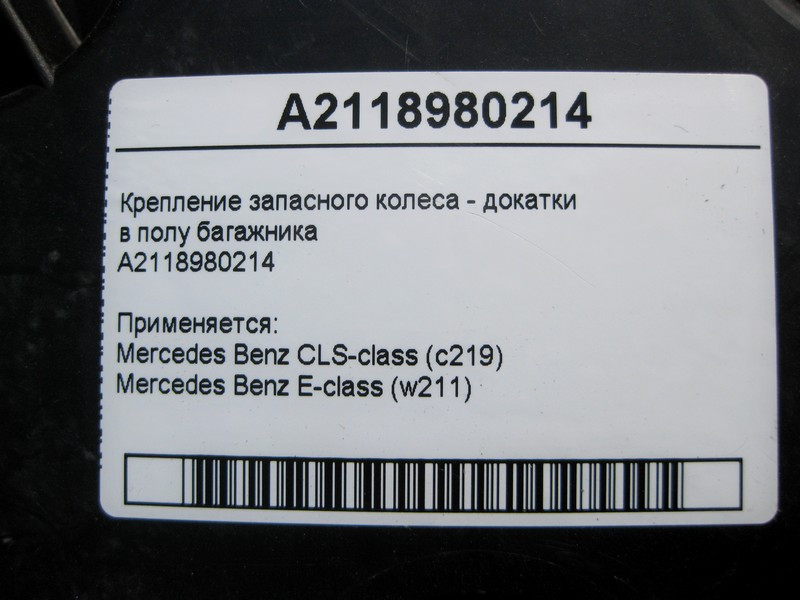 A2118980214
Крепление запасного колеса - докатки
в полу багажника
A2118980214
Применяется:
Mercedes Benz CLS-class (c219)
Mercedes Benz E-class (w211)